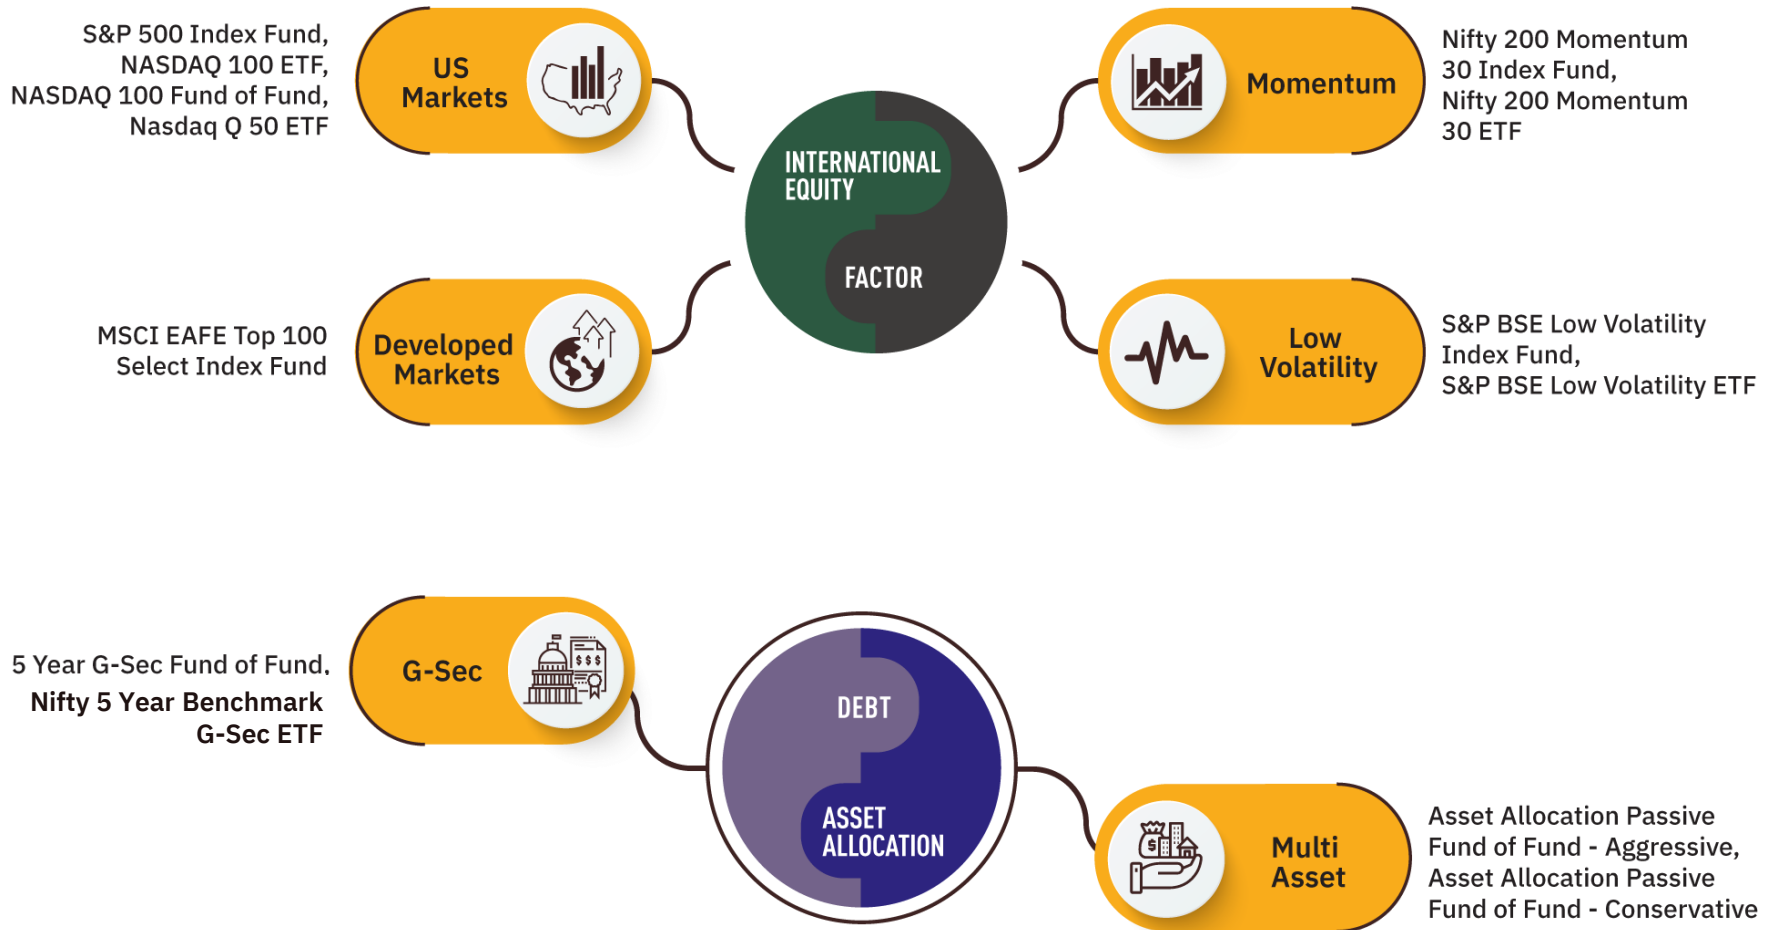 S&P 500 Index Fund,
NASDAQ 100 ETF,
NASDAQ 100 Fund of Fund,
Nasdaq Q 50 ETF
US
Markets
INTERNATIONAL
EQUITY
FACTOR
Momentum
Nifty 200 Momentum
30 Index Fund,
Nifty 200 Momentum
30 ETF
MSCI EAFE Top 100
Select Index Fund
Developed
Markets
Low
Volatility
S&P BSE Low Volatility
Index Fund,
S&P BSE Low Volatility ETF
5 Year G-Sec Fund of Fund.
Nifty 5 Year Benchmark
G-Sec ETF
G-Sec
$ $ $
DEBT
ASSET
ALLOCATION
$
Multi
Asset
Asset Allocation Passive
Fund of Fund - Aggressive,
Asset Allocation Passive
Fund of Fund - Conservative